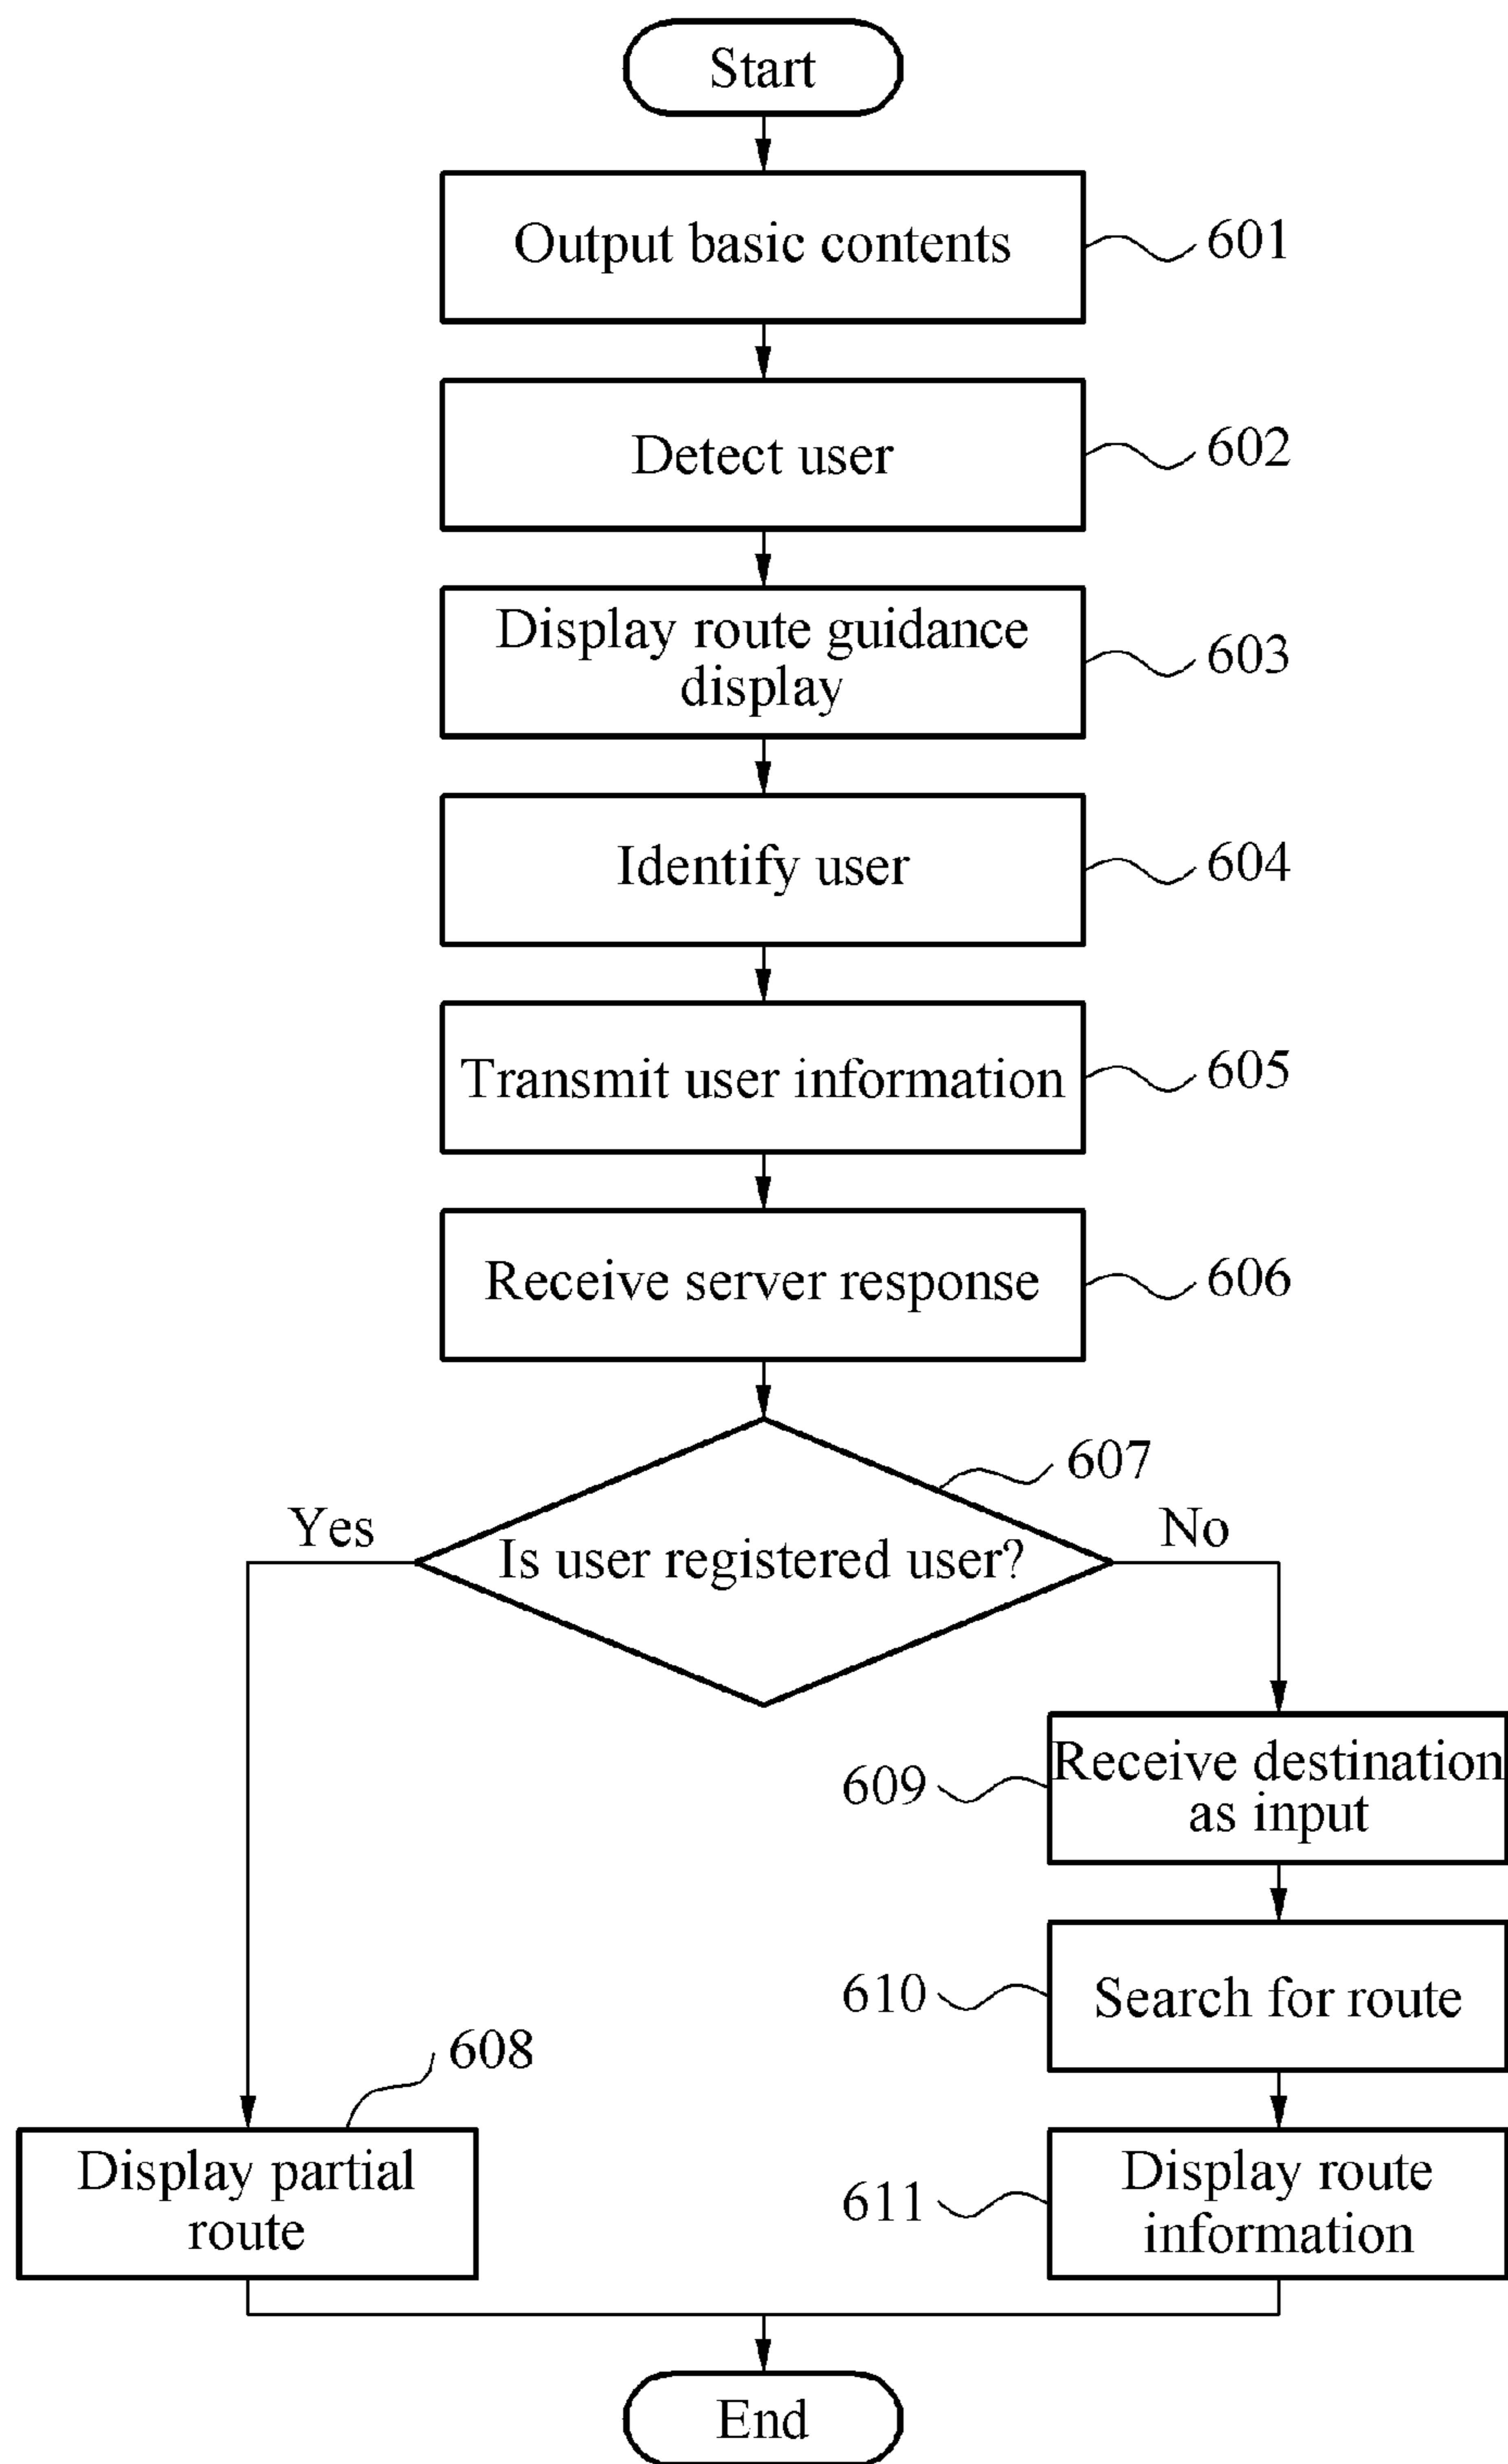 Start
Output basic contents
601
Detect user
602
Display route guidance
display
603
Identify user
604
Transmit user information
605
Receive server response
606
607
Yes
No
Is user registered user?
Receive destination
as input
609
610
Search for route
608
Display partial
route
611
Display route
information
End